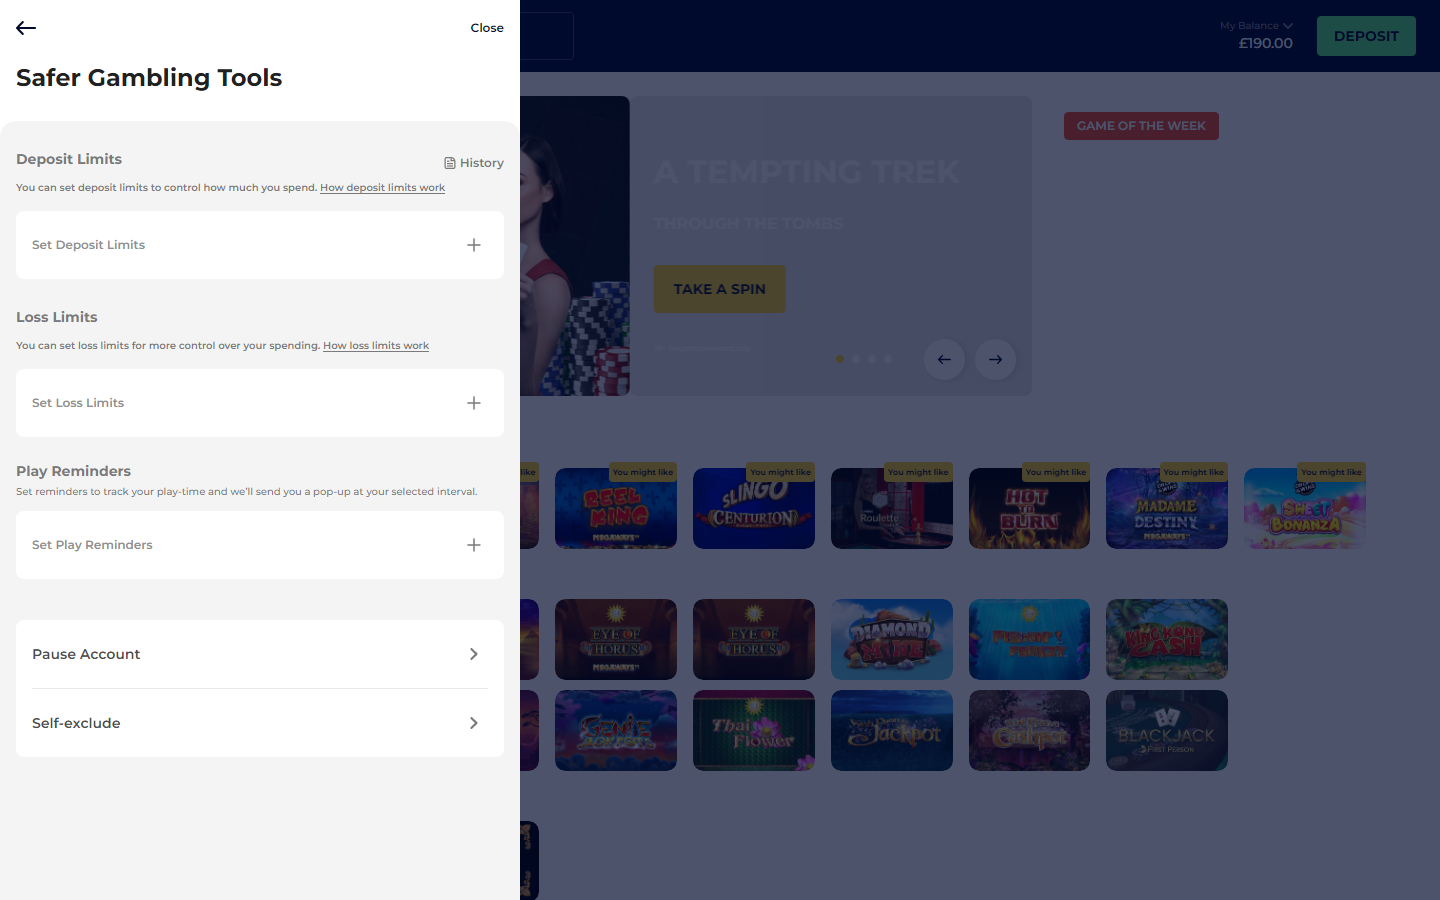 Close
Safer Gambling Tools
Deposit Limits
History
You can set deposit limits to control how much you spend. How deposit limits work
Set Deposit Limits
Loss Limits
You can set loss limits for more control over your spending. How loss limits work
Set Loss Limits
Play Reminders
Set reminders to track your play-time and we'll send you a pop-up at your selected interval.
Set Play Reminders
Pause Account
Self-exclude
My Balance
£190.00
DEPOSIT
GAME OF THE WEEK
A TEMPTING TREK
THROUGH THE TOMBS
TAKE A SPIN
like
You might like
You might like
You might like
You might like
You might like
You might like
REEL KING
MEGAWAYS
SLINGO
CENTURION
Roulette
HOT
TO
BURN
MADAME
DESTINY
MEGAWAYS
SWEET
BONANZA
EYE OF
HORUS
MEGAWAYS
EYE OF
HORUS
DIAMOND
MINE
FISHIN'
FRENZY
KING KONG
CASH
GENIE
JACKPOTS
Thai
Flower
Jackpot
BLACKJACK
FIRST PERSON